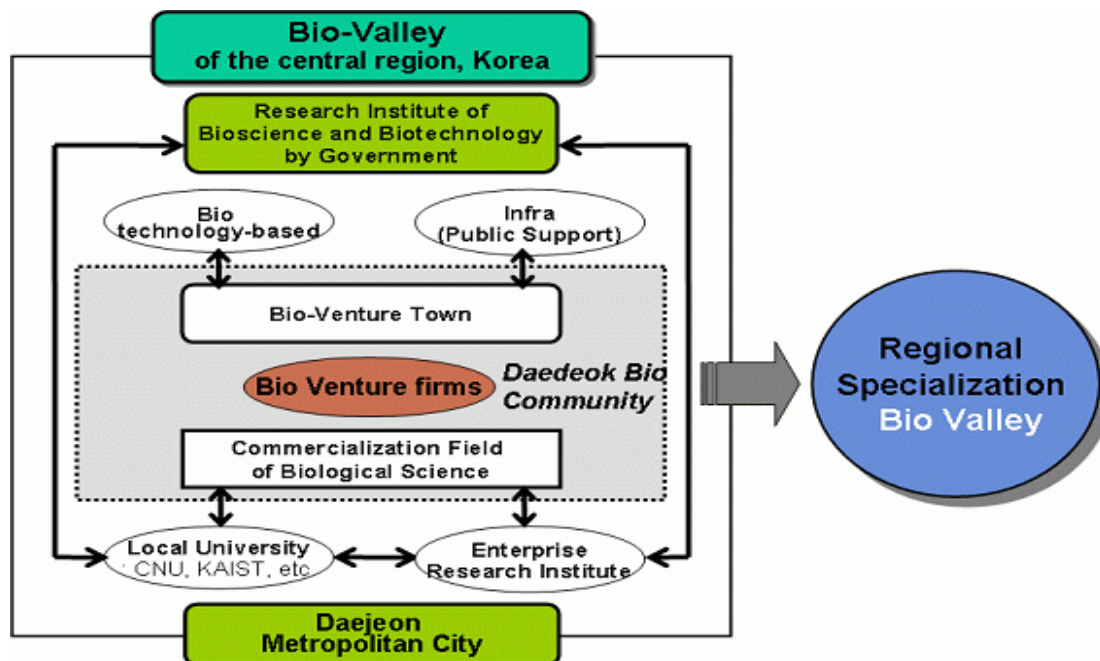 Bio-Valley
of the central region, Korea
Research Institute of
Bioscience and Biotechnology
by Government
Bio
technology-based
Infra
(Public Support)
Bio-Venture Town
Bio Venture firms
Daedeok Bio
Community
Commercialization Field
of Biological Science
Local University
CNU, KAIST, etc
Enterprise
Research Institute
Daejeon
Metropolitan City
Regional
Specialization
Bio Valley